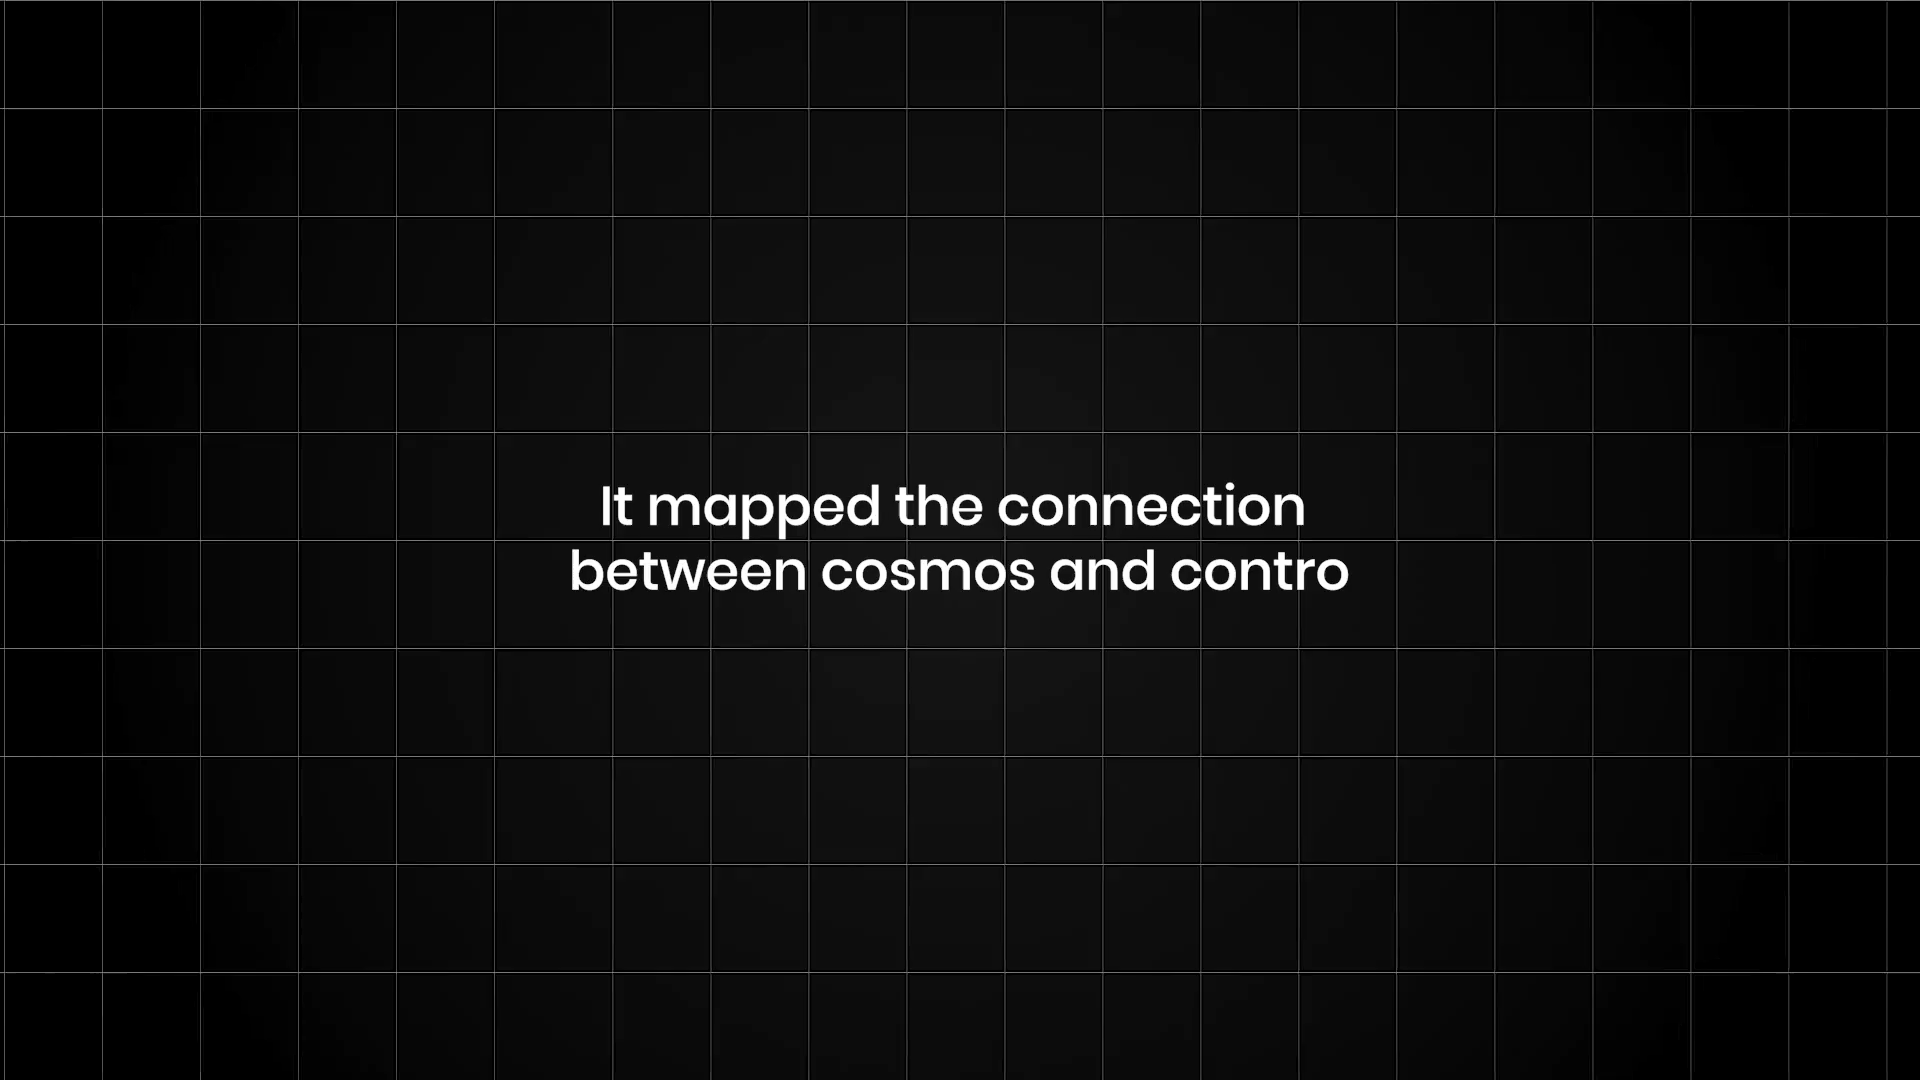 It mapped the connection
between cosmos and contro